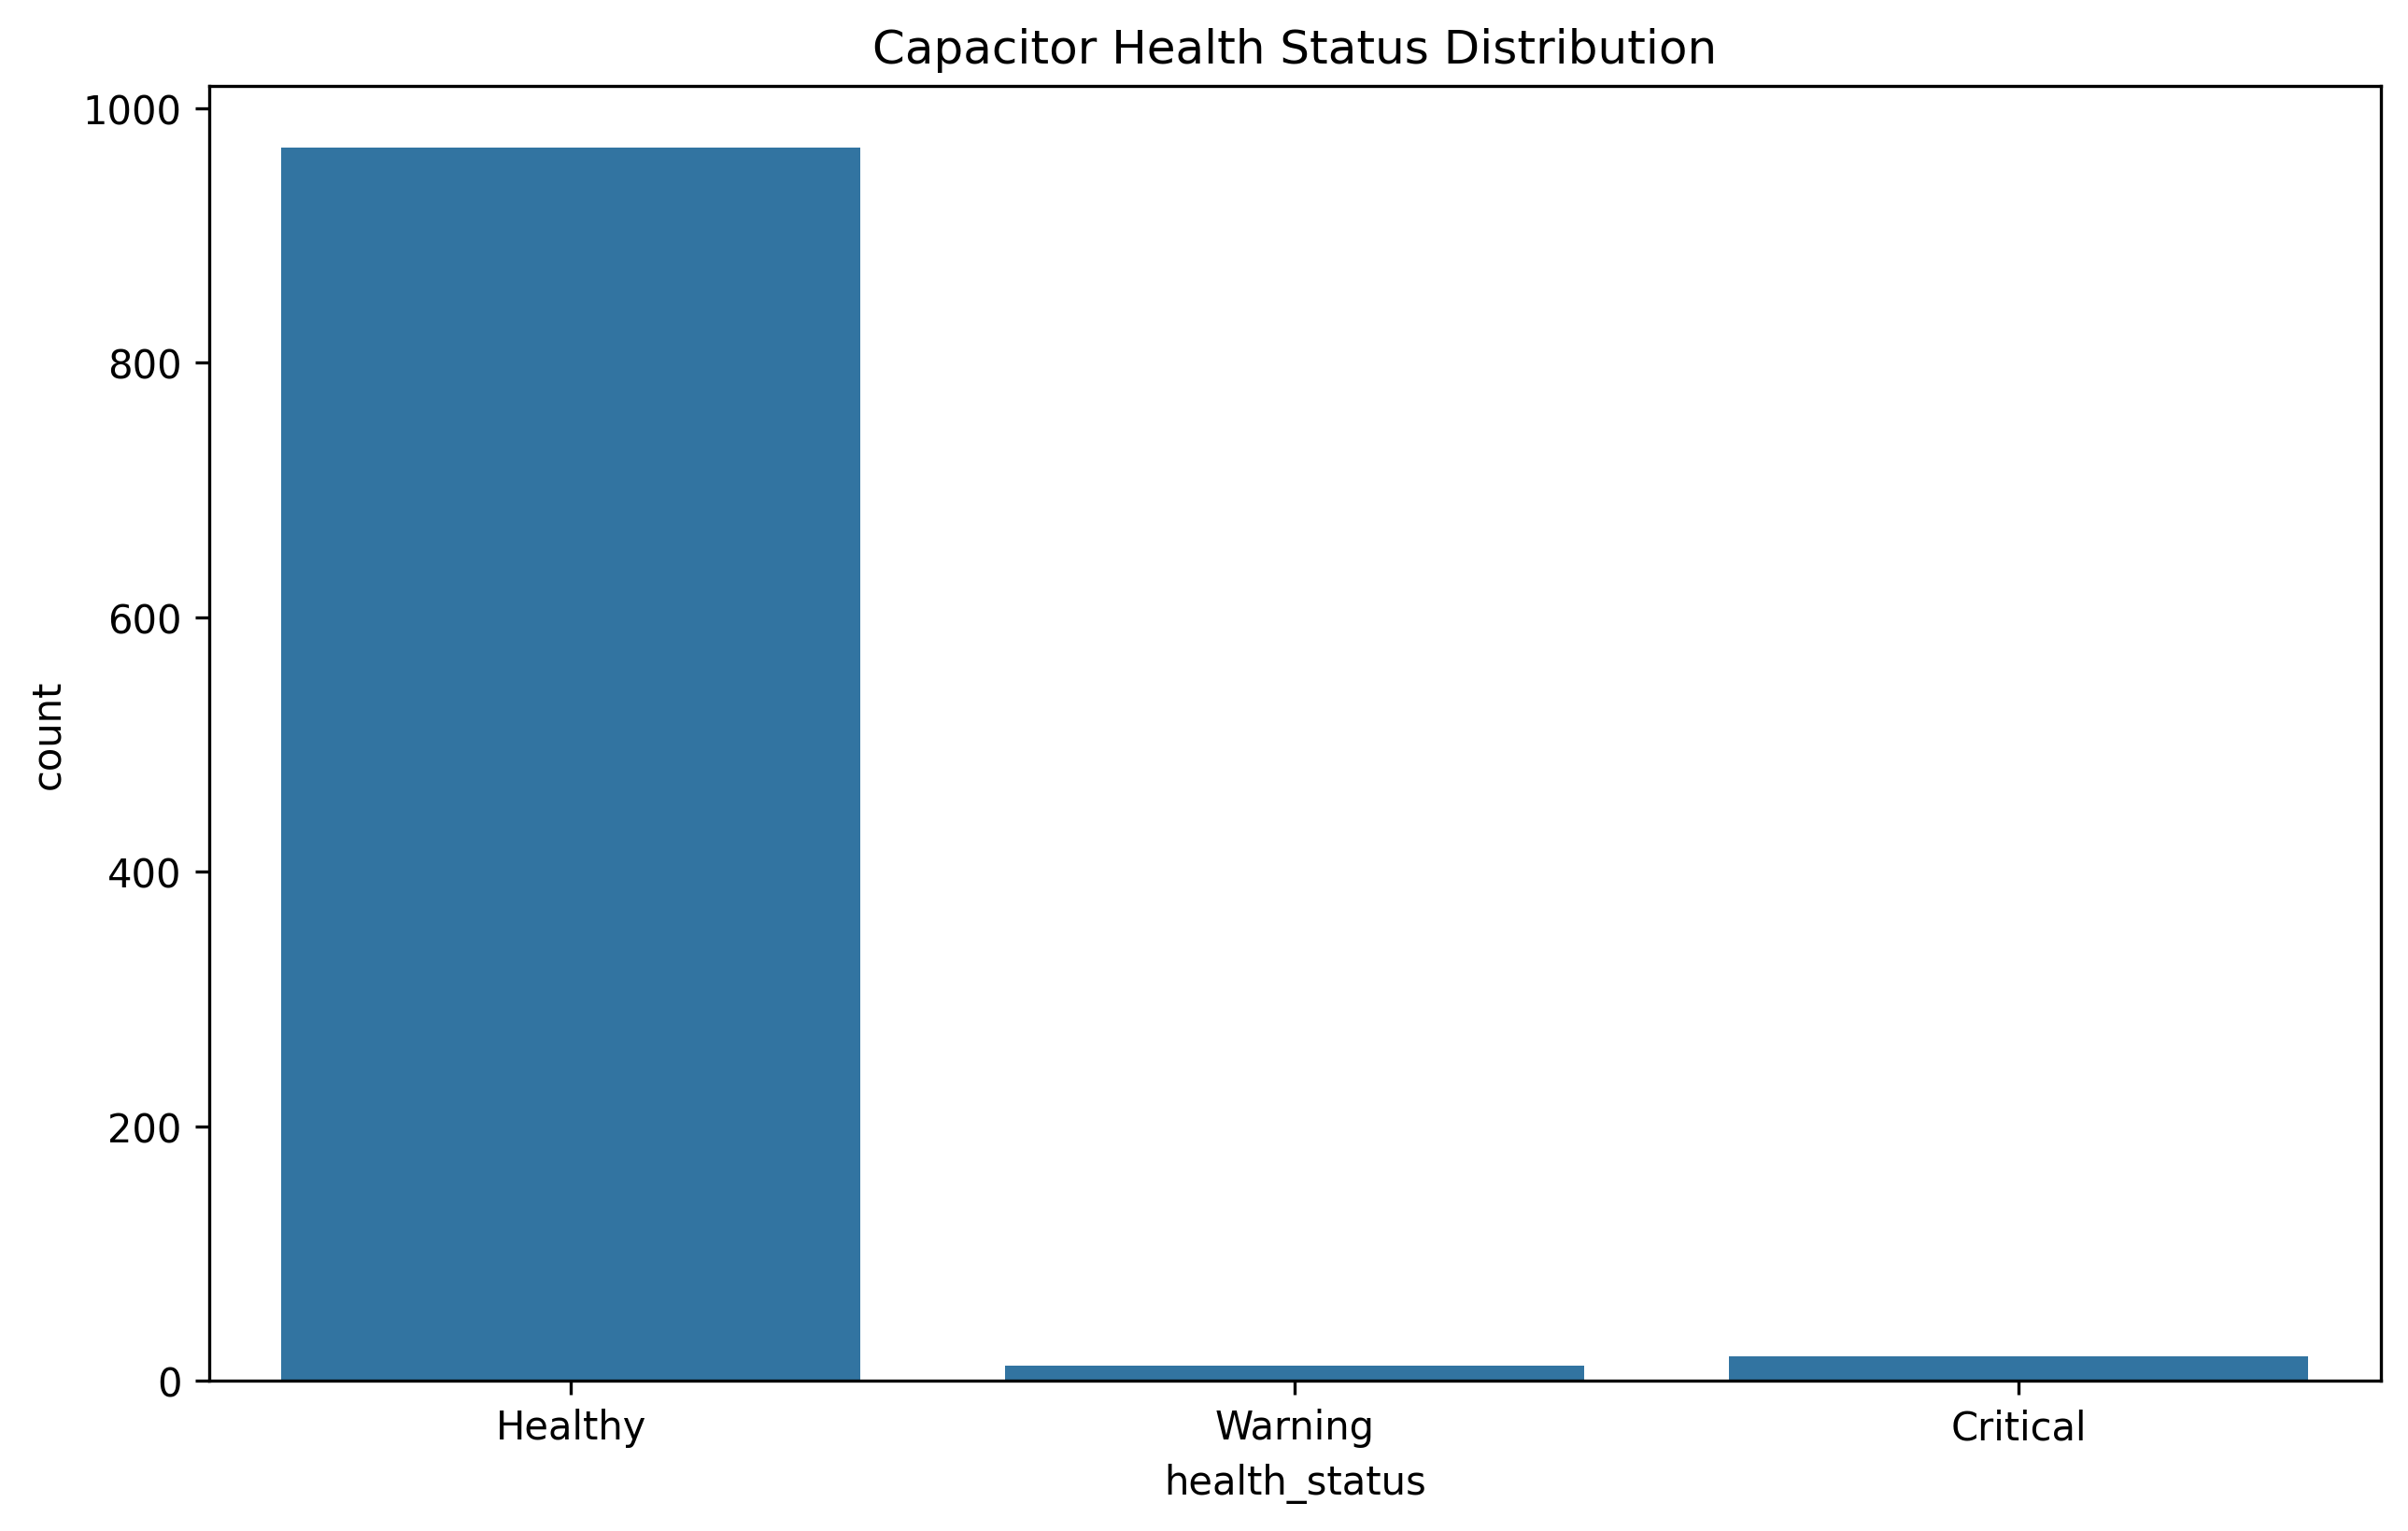 Capacitor Health Status Distribution
1000
800
600
400
200
0
count
Healthy
Warning
Critical
health_status